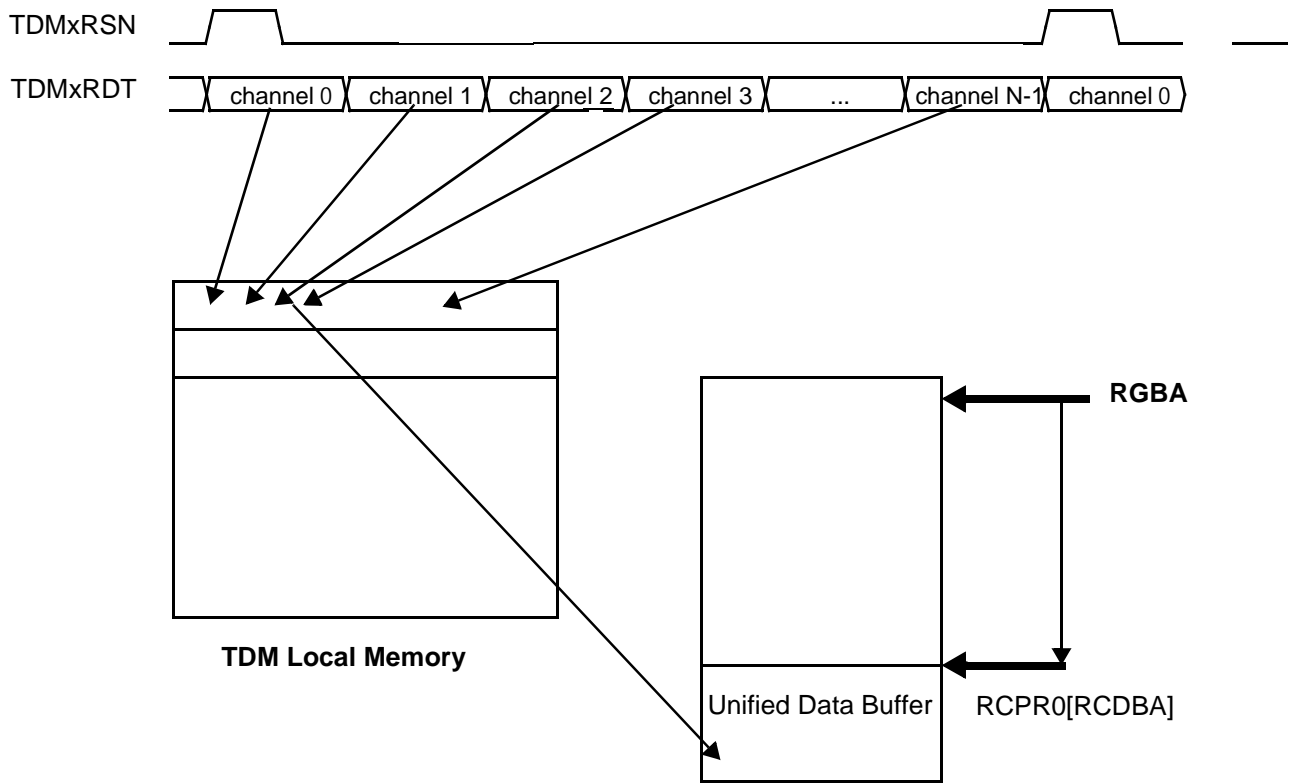 TDMxRSN
TDMxRDT
channel 0 channel 1 channel 2 channel 3 ... channel N-1 channel 0
RGBA
TDM Local Memory
Unified Data Buffer
RCPR0[RCDBA]